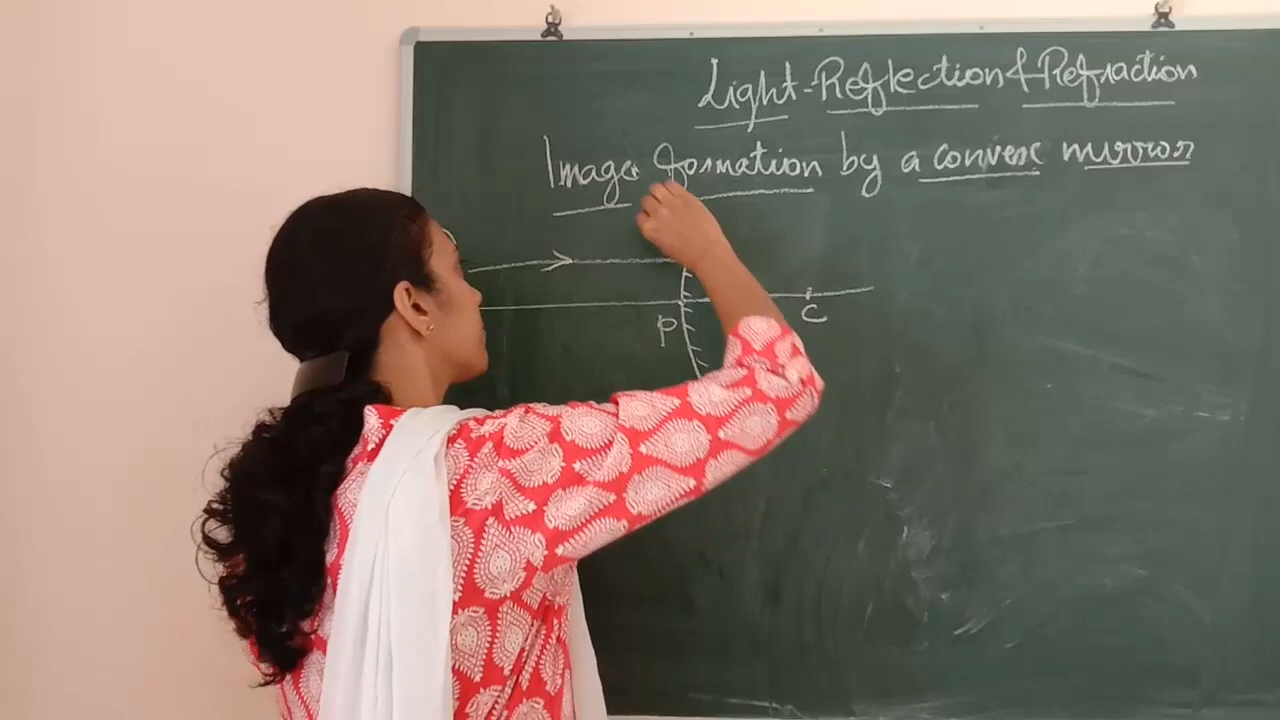 Light-Reflection & Refraction
Image formation by a convex mirror
P
C